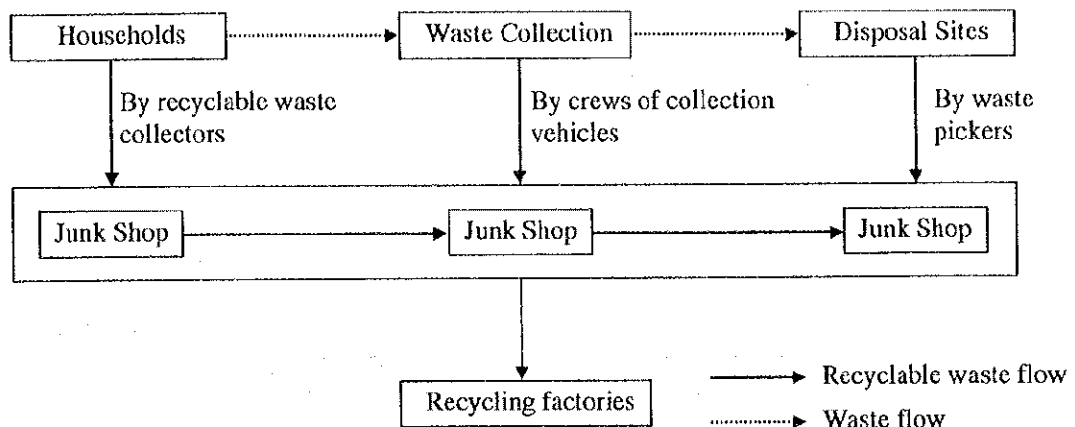 Households
Waste Collection
Disposal Sites
By recyclable waste
collectors
By crews of collection
vehicles
By waste
pickers
Junk Shop
Junk Shop
Junk Shop
Recycling factories
Recyclable waste flow
Waste flow